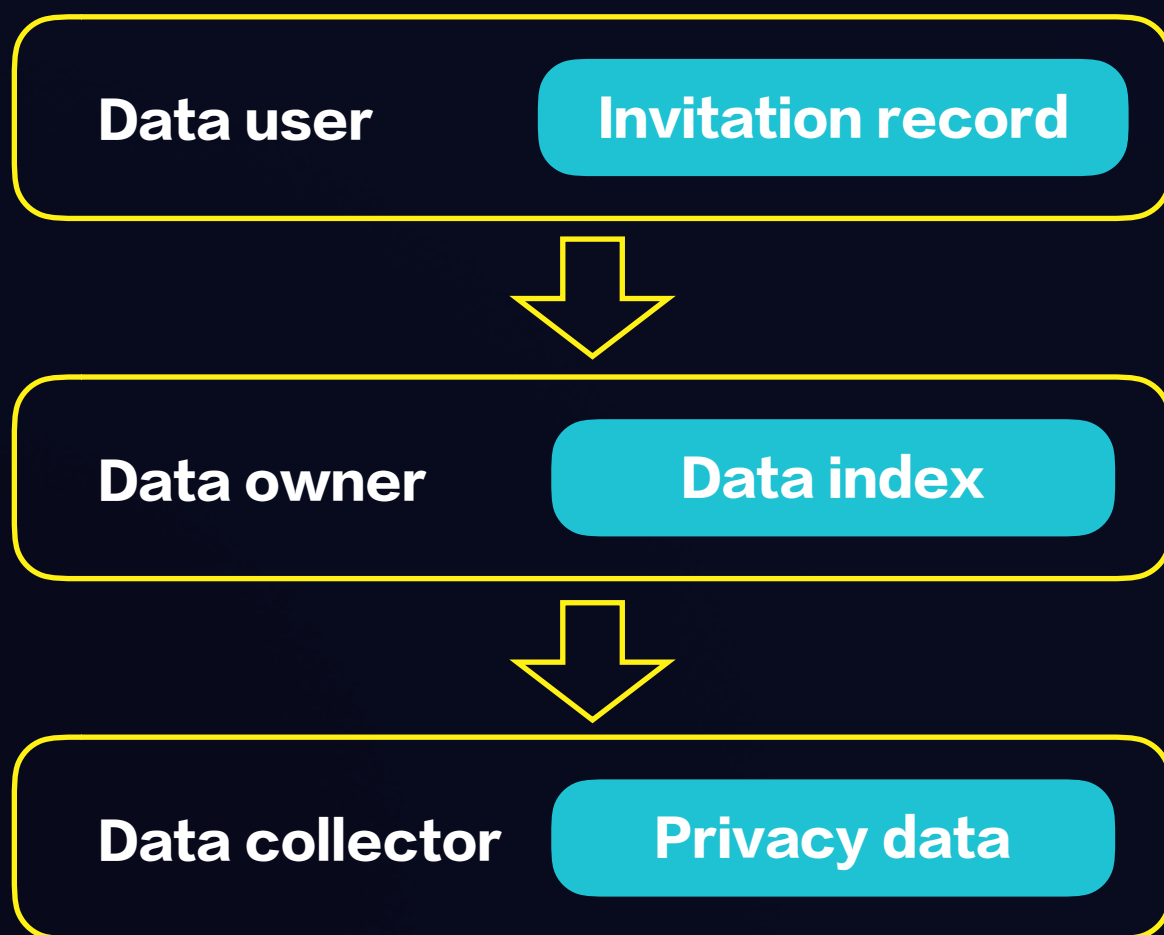 Data user
Invitation record
Data owner
Data index
Data collector
Privacy data